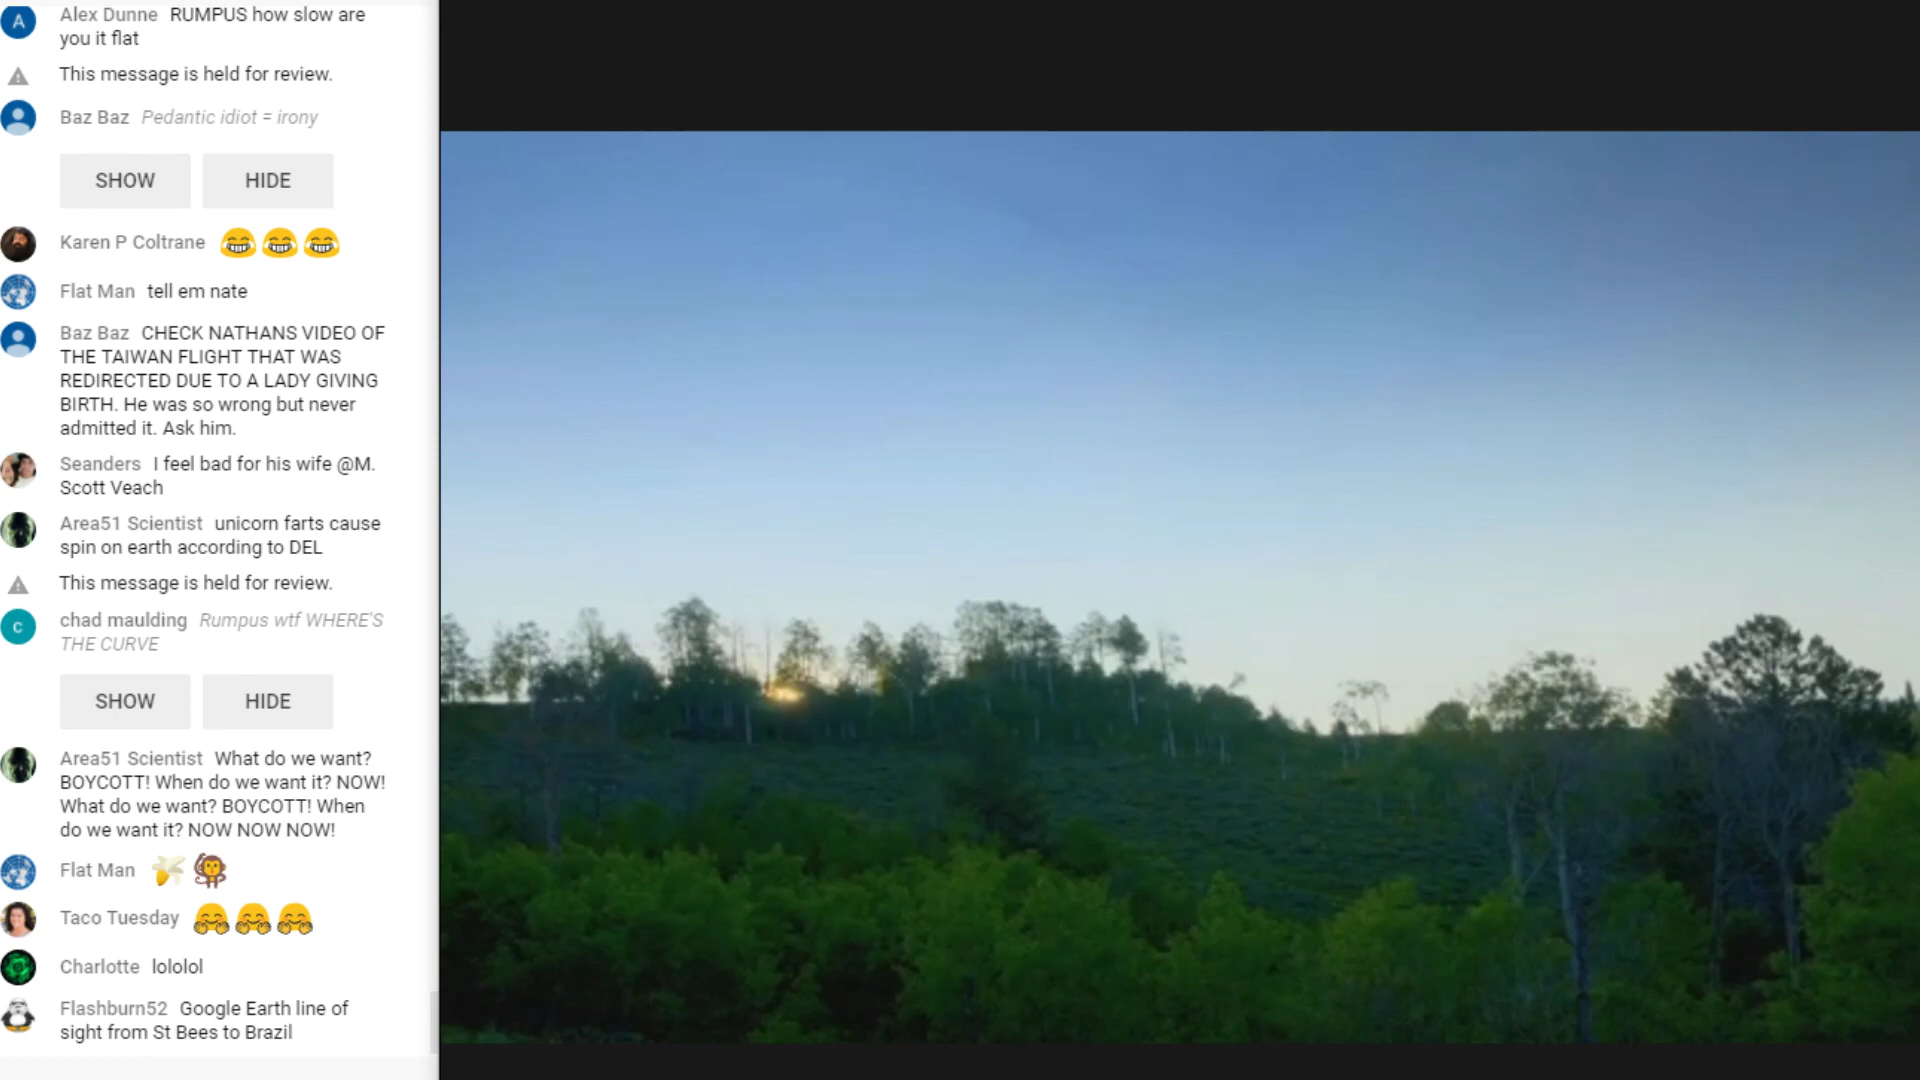 A
Alex Dunne RUMPUS how slow are
you it flat
This message is held for review.
Baz Baz Pedantic idiot = irony
SHOW HIDE
Karen P Coltrane
Flat Man tell em nate
Baz Baz CHECK NATHANS VIDEO OF
THE TAIWAN FLIGHT THAT WAS
REDIRECTED DUE TO A LADY GIVING
BIRTH. He was so wrong but never
admitted it. Ask him.
Seanders I feel bad for his wife @M.
Scott Veach
Area51 Scientist unicorn farts cause
spin on earth according to DEL
This message is held for review.
c
chad maulding Rumpus wtf WHERE'S
THE CURVE
SHOW HIDE
Area51 Scientist What do we want?
BOYCOTT! When do we want it? NOW!
What do we want? BOYCOTT! When
do we want it? NOW NOW NOW!
Flat Man
Taco Tuesday
Charlotte lololol
Flashburn52 Google Earth line of
sight from St Bees to Brazil